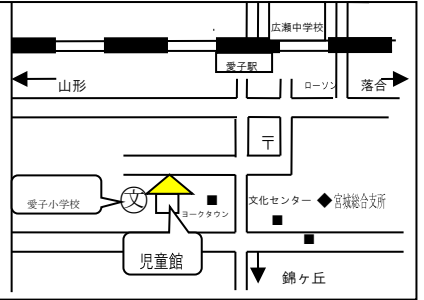 広瀬中学校
愛子駅
山形
ローソン
落合
〒
愛子小学校
文
ヨークタウン
文化センター
宮城総合支所
児童館
錦ヶ丘